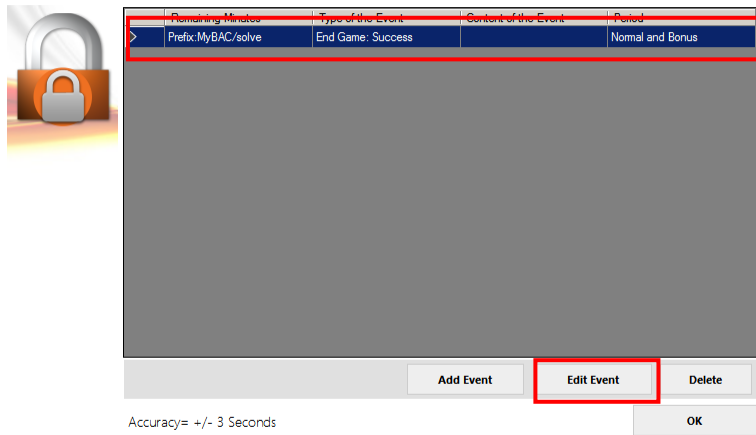 Remaining Minutes Type of the Event Content of the Event Period
Prefix:MyBAC/solve End Game: Success Normal and Bonus
Add Event Edit Event Delete
Accuracy= +/- 3 Seconds OK